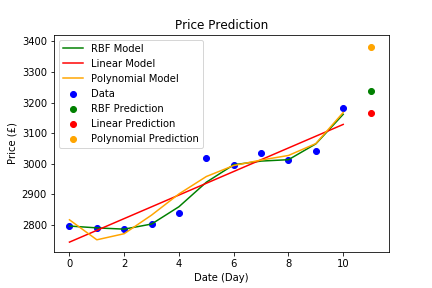 Price Prediction
Price (£)
3400
3300
3200
3100
3000
2900
2800
RBF Model
Linear Model
Polynomial Model
Data
RBF Prediction
Linear Prediction
Polynomial Prediction
0 2 4 6 8 10
Date (Day)